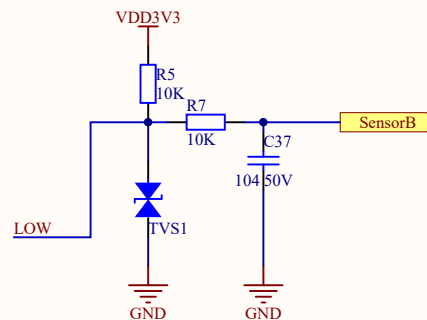 VDD3V3
R5
10K
R7
10K
SensorB
C37
104 50V
TVS1
LOW
GND
GND